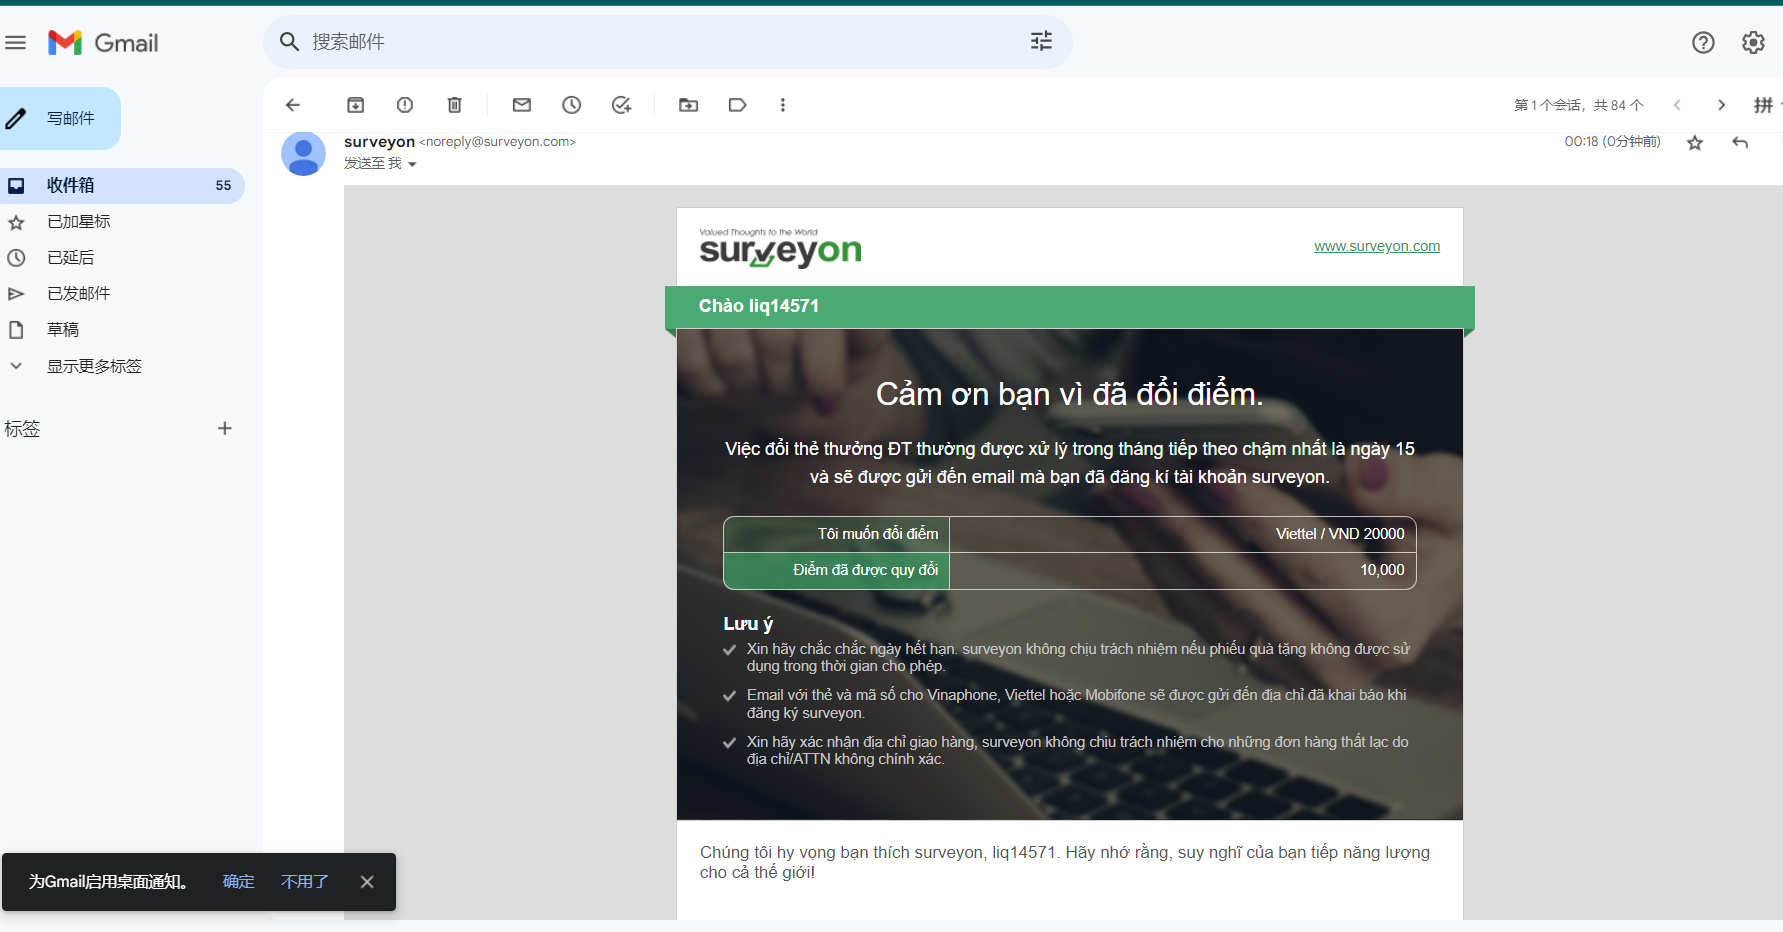 Gmail
搜索邮件
写邮件
第 1 个会话，共 84 个
拼
收件箱 55
已加星标
已延后
已发邮件
草稿
显示更多标签
标签
surveyon <noreply@surveyon.com>
00:18 (0分钟前)
发送至 我
Valued Thoughts to the World
surveyon
www.surveyon.com
Chào liq14571
Cảm ơn bạn vì đã đổi điểm.
Việc đổi thẻ thưởng ĐT thường được xử lý trong tháng tiếp theo chậm nhất là ngày 15
và sẽ được gửi đến email mà bạn đã đăng kí tài khoản surveyon.
Tôi muốn đổi điểm Viettel / VND 20000
Điểm đã được quy đổi 10,000
Lưu ý
Xin hãy chắc chắc ngày hết hạn. surveyon không chịu trách nhiệm nếu phiếu quà tặng không được sử
dụng trong thời gian cho phép.
Email với thẻ và mã số cho Vinaphone, Viettel hoặc Mobifone sẽ được gửi đến địa chỉ đã khai báo khi
đăng ký surveyon.
Xin hãy xác nhận địa chỉ giao hàng, surveyon không chịu trách nhiệm cho những đơn hàng thất lạc do
địa chỉ/ATTN không chính xác.
Chúng tôi hy vọng bạn thích surveyon, liq14571. Hãy nhớ rằng, suy nghĩ của bạn tiếp năng lượng
cho cả thế giới!
为Gmail启用桌面通知。 确定 不用了